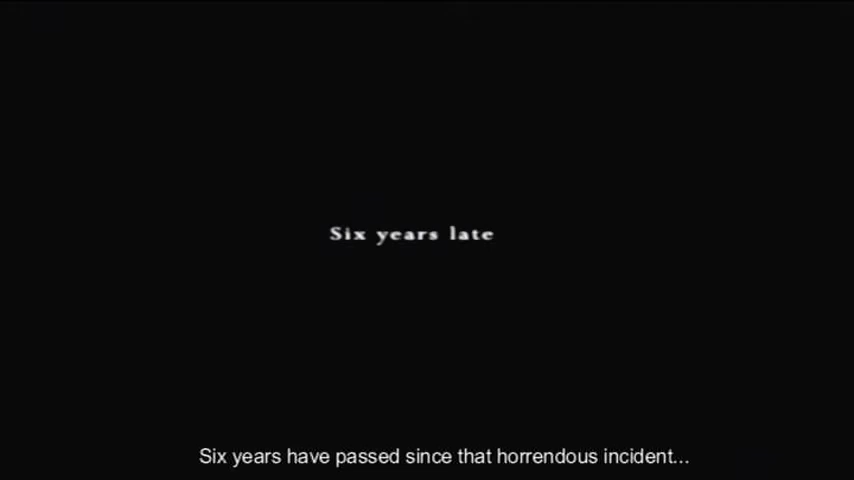 Six years late
Six years have passed since that horrendous incident...